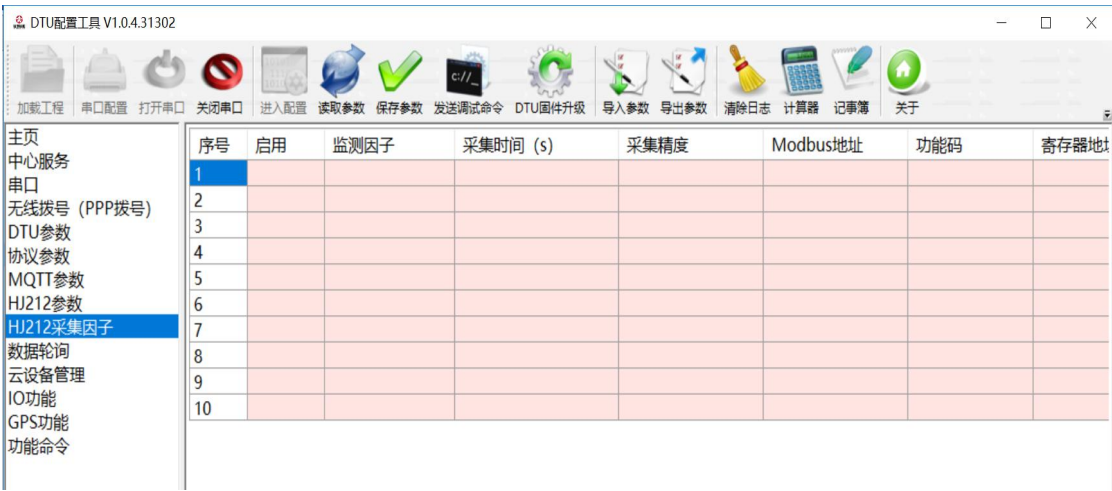 DTU配置工具 V1.0.4.31302
加载工程 串口配置 打开串口 关闭串口 进入配置 读取参数 保存参数 发送调试命令 DTU固件升级 导入参数 导出参数 清除日志 计算器 记事簿 关于
C://_
主页
中心服务
串口
无线拨号（PPP拨号）
DTU参数
协议参数
MQTT参数
HJ212参数
HJ212采集因子
数据轮询
云设备管理
IO功能
GPS功能
功能命令
序号 启用 监测因子 采集时间（s） 采集精度 Modbus地址 功能码 寄存器地址
1
2
3
4
5
6
7
8
9
10